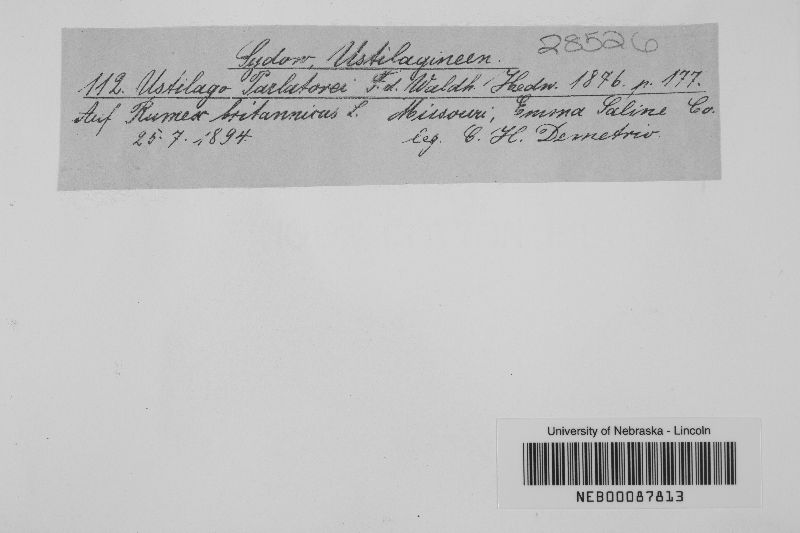 Sydow, Ustilagineen. 28526
112. Ustilago Parlatorei F. d. Waldh. Hedw. 1876. p. 177.
Auf Rumex britannicus L. Missouri, Emma Saline Co.
25. 7. 1894. leg. C. H. Demetrio.
University of Nebraska - Lincoln
NEB00087813